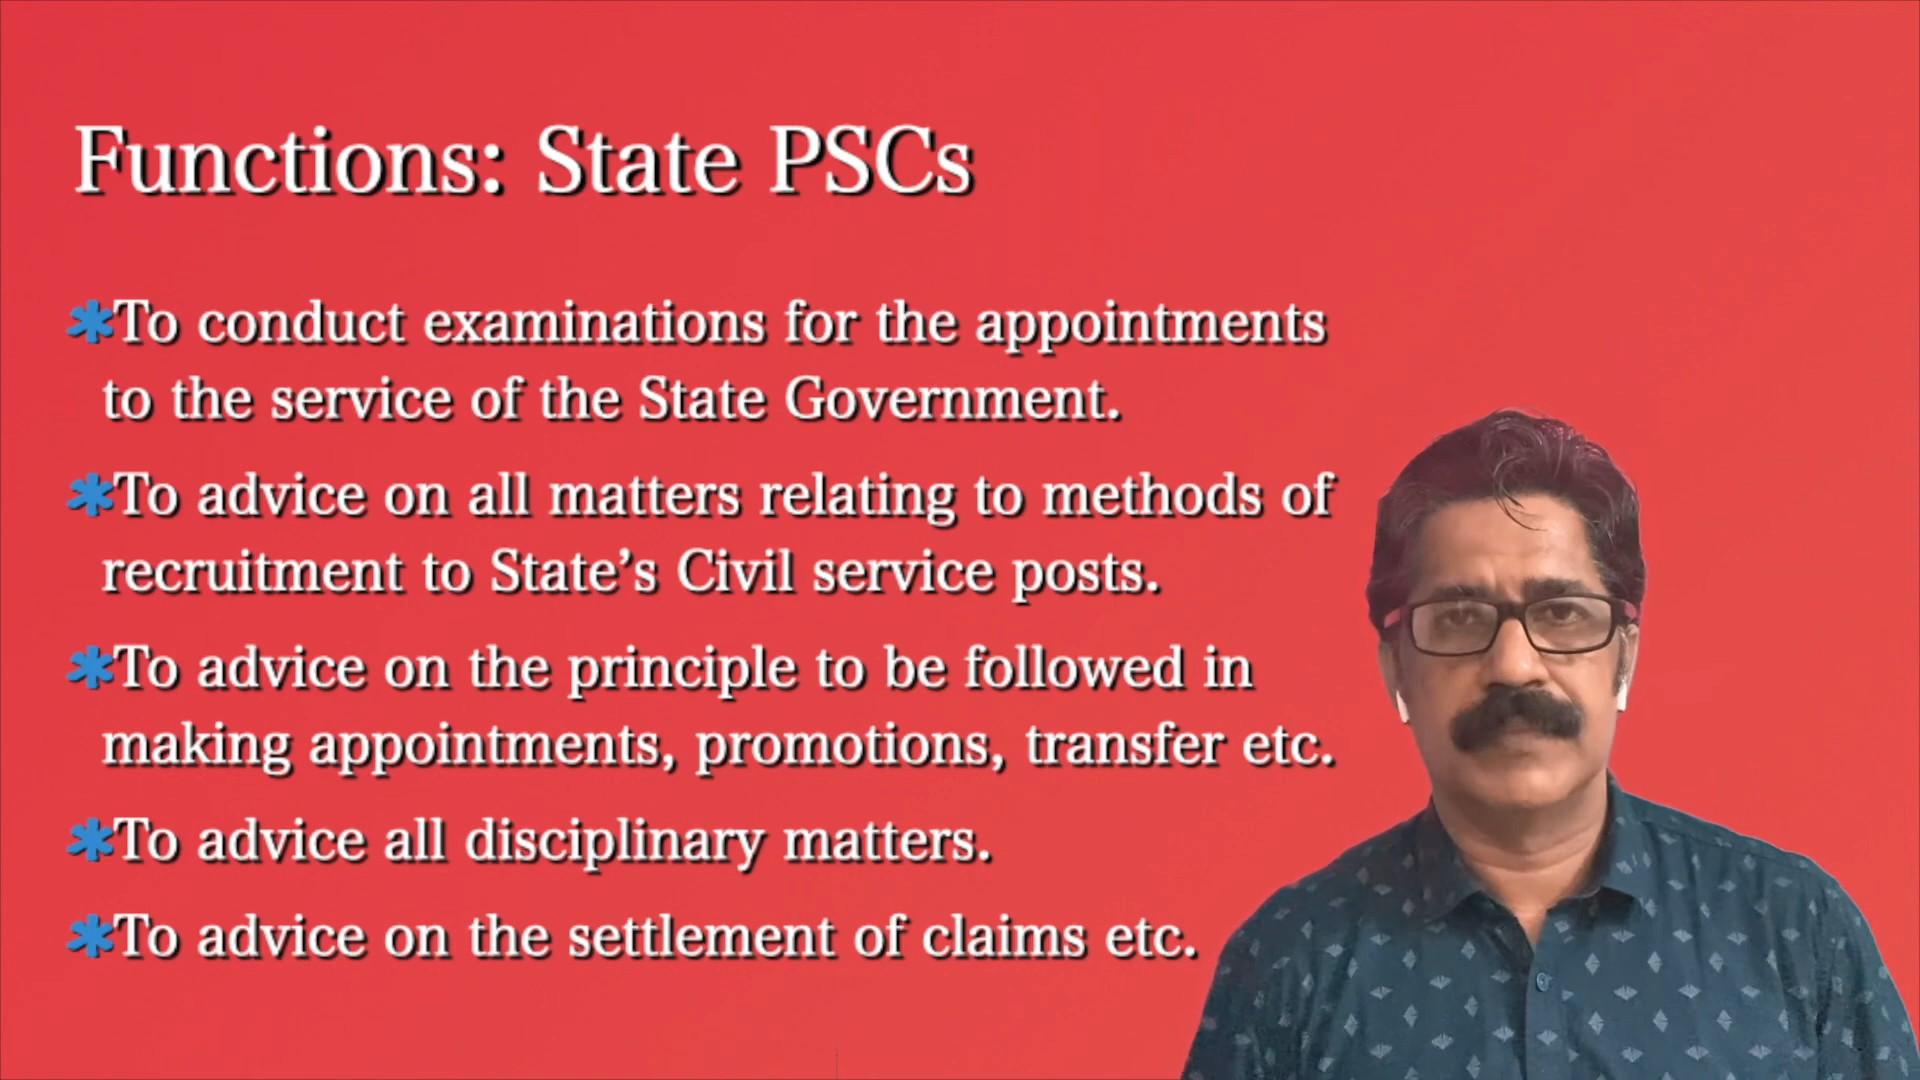 Functions: State PSCs
*To conduct examinations for the appointments
to the service of the State Government.
*To advice on all matters relating to methods of
recruitment to State’s Civil service posts.
*To advice on the principle to be followed in
making appointments, promotions, transfer etc.
*To advice all disciplinary matters.
*To advice on the settlement of claims etc.